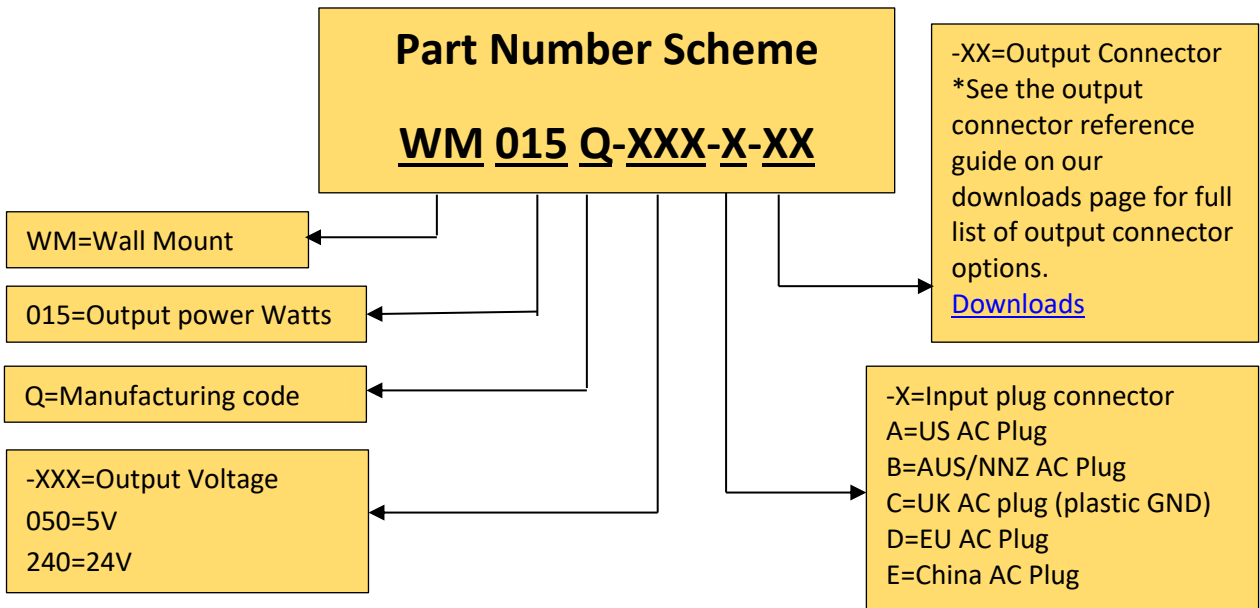 Part Number Scheme
WM 015 Q-XXX-X-XX
WM=Wall Mount
015=Output power Watts
Q=Manufacturing code
-XXX=Output Voltage
050=5V
240=24V
-XX=Output Connector
*See the output
connector reference
guide on our
downloads page for full
list of output connector
options.
Downloads
-X=Input plug connector
A=US AC Plug
B=AUS/NNZ AC Plug
C=UK AC plug (plastic GND)
D=EU AC Plug
E=China AC Plug